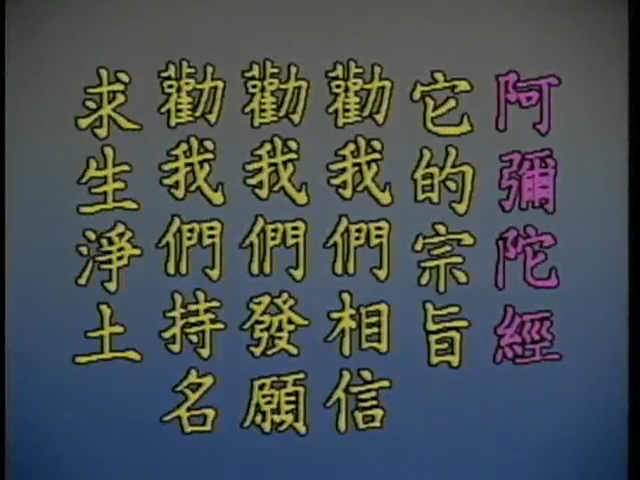 阿彌陀經
它的宗旨
勸我們相信
勸我們發願
勸我們持名
求生淨土